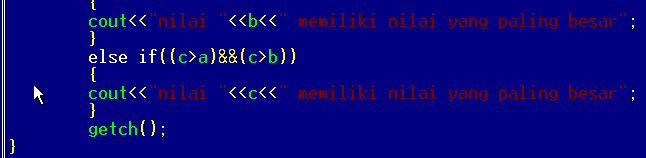 {
cout<<"nilai "<<b<<" memiliki nilai yang paling besar";
}
else if((c>a)&&(c>b))
{
cout<<"nilai "<<c<<" memiliki nilai yang paling besar";
}
getch();
}